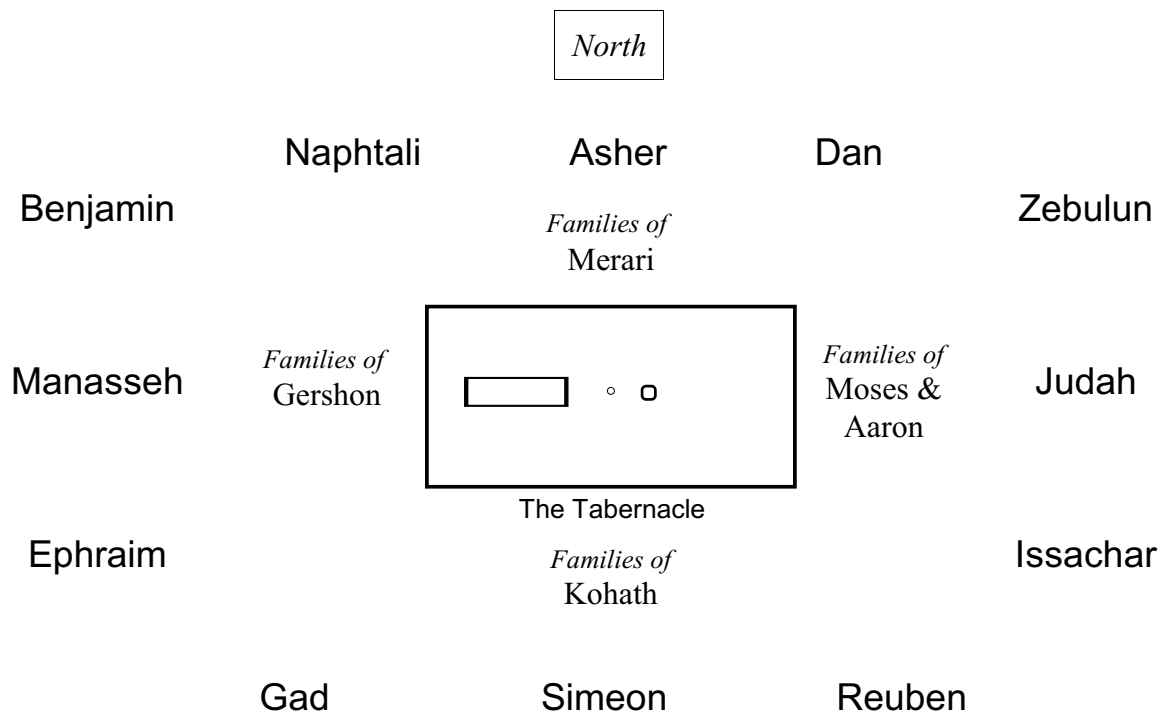 North
Naphtali Asher Dan
Benjamin Zebulun
Families of
Merari
Manasseh
Families of
Gershon
Families of
Moses &
Aaron
Judah
The Tabernacle
Ephraim
Families of
Kohath
Issachar
Gad Simeon Reuben